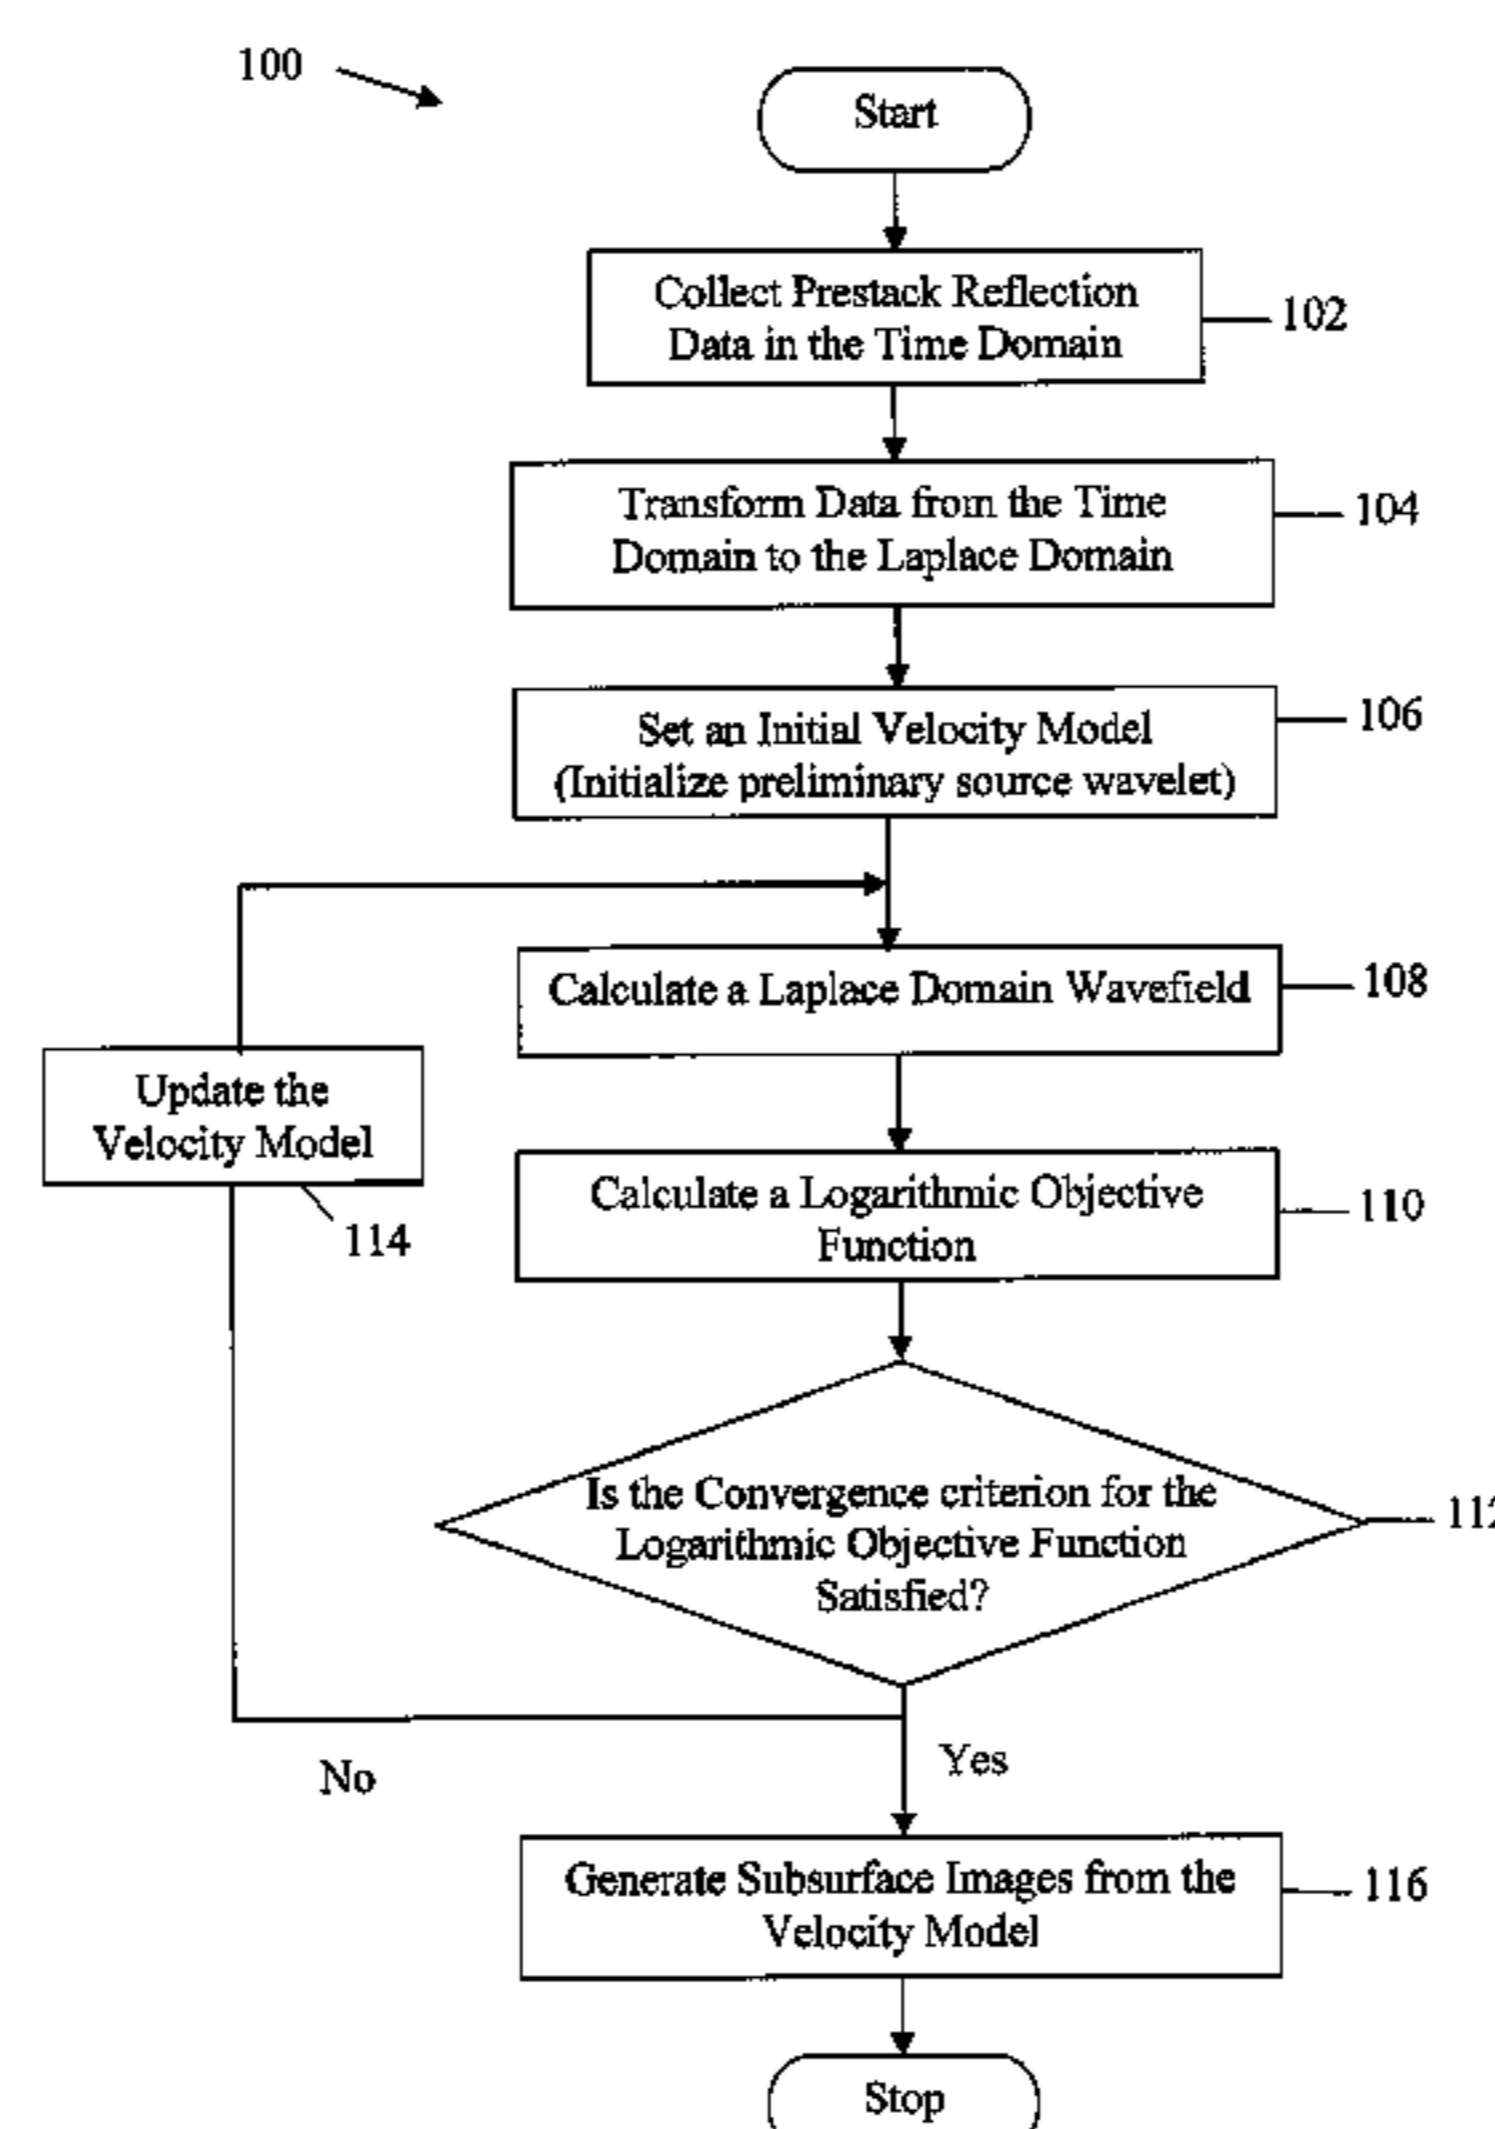 100
Start
Collect Prestack Reflection
Data in the Time Domain
102
Transform Data from the Time
Domain to the Laplace Domain
104
Set an Initial Velocity Model
(Initialize preliminary source wavelet)
106
Calculate a Laplace Domain Wavefield
108
Update the
Velocity Model
114
Calculate a Logarithmic Objective
Function
110
Is the Convergence criterion for the
Logarithmic Objective Function
Satisfied?
112
No
Yes
Generate Subsurface Images from the
Velocity Model
116
Stop